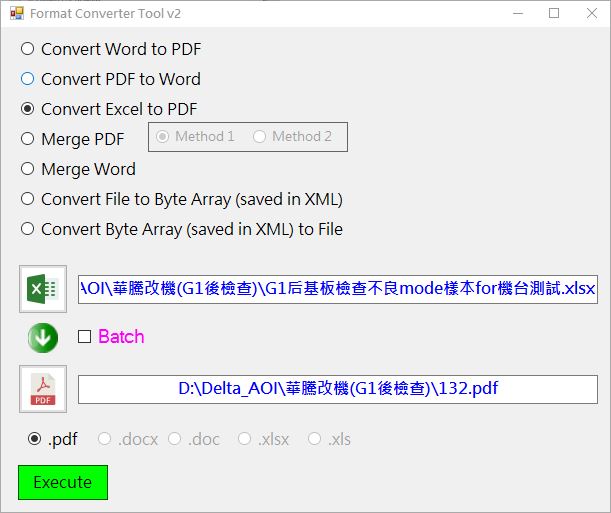 Format Converter Tool v2
Convert Word to PDF
Convert PDF to Word
Convert Excel to PDF
Merge PDF
Method 1 Method 2
Merge Word
Convert File to Byte Array (saved in XML)
Convert Byte Array (saved in XML) to File
\OI\華騰改機(G1後檢查)\G1后基板檢查不良mode樣本for機台測試.xlsx
Batch
PDF
D:\Delta_AOI\華騰改機(G1後檢查)\132.pdf
.pdf .docx .doc .xlsx .xls
Execute